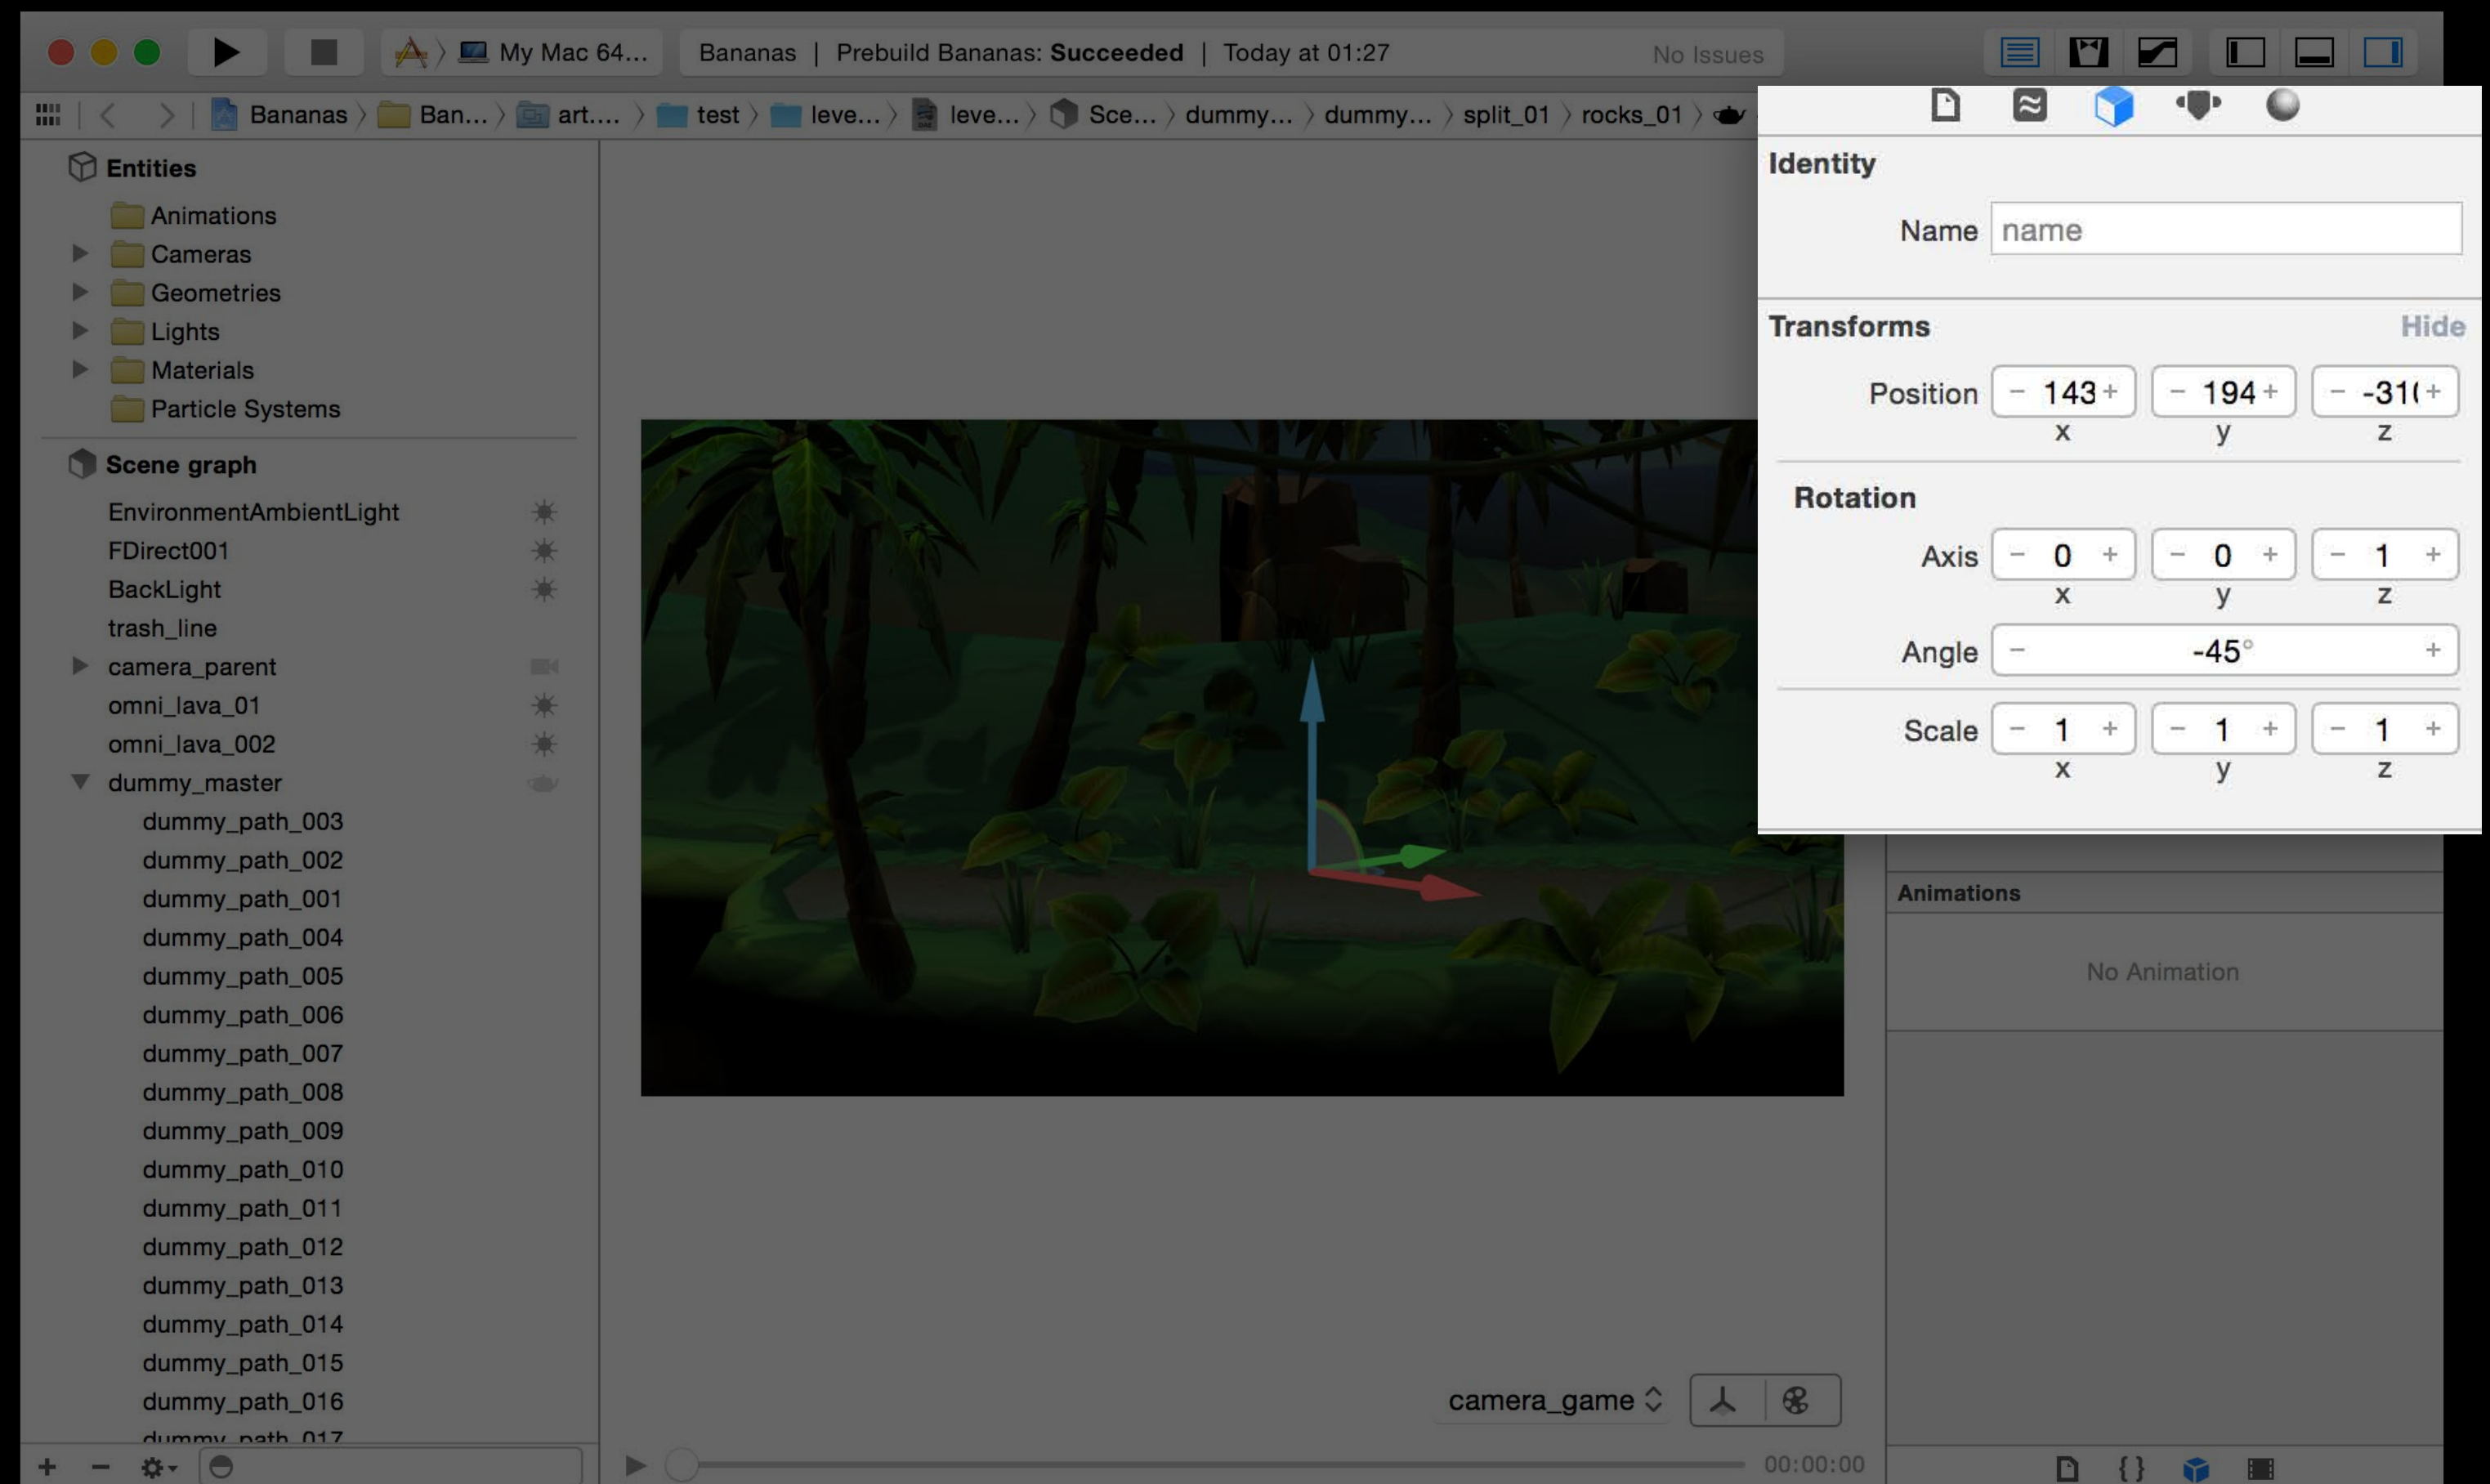 My Mac 64...
Bananas | Prebuild Bananas: Succeeded | Today at 01:27
No Issues
Bananas
Ban...
art....
test
leve...
leve...
Sce...
dummy...
dummy...
split_01
rocks_01
Entities
Animations
Cameras
Geometries
Lights
Materials
Particle Systems
Scene graph
EnvironmentAmbientLight
FDirect001
BackLight
trash_line
camera_parent
omni_lava_01
omni_lava_002
dummy_master
dummy_path_003
dummy_path_002
dummy_path_001
dummy_path_004
dummy_path_005
dummy_path_006
dummy_path_007
dummy_path_008
dummy_path_009
dummy_path_010
dummy_path_011
dummy_path_012
dummy_path_013
dummy_path_014
dummy_path_015
dummy_path_016
dummy_path_017
camera_game
00:00:00
Identity
Name name
Transforms Hide
Position − 143 + − 194 + − -31( +
x y z
Rotation
Axis − 0 + − 0 + − 1 +
x y z
Angle − -45° +
Scale − 1 + − 1 + − 1 +
x y z
Animations
No Animation